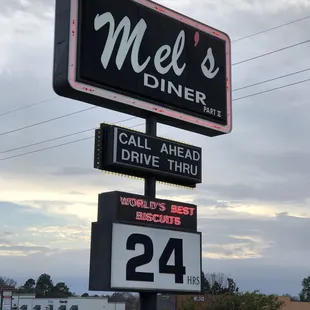 Mel's
DINER
PART II
CALL AHEAD
DRIVE THRU
WORLD'S BEST
BISCUITS
24 HRS